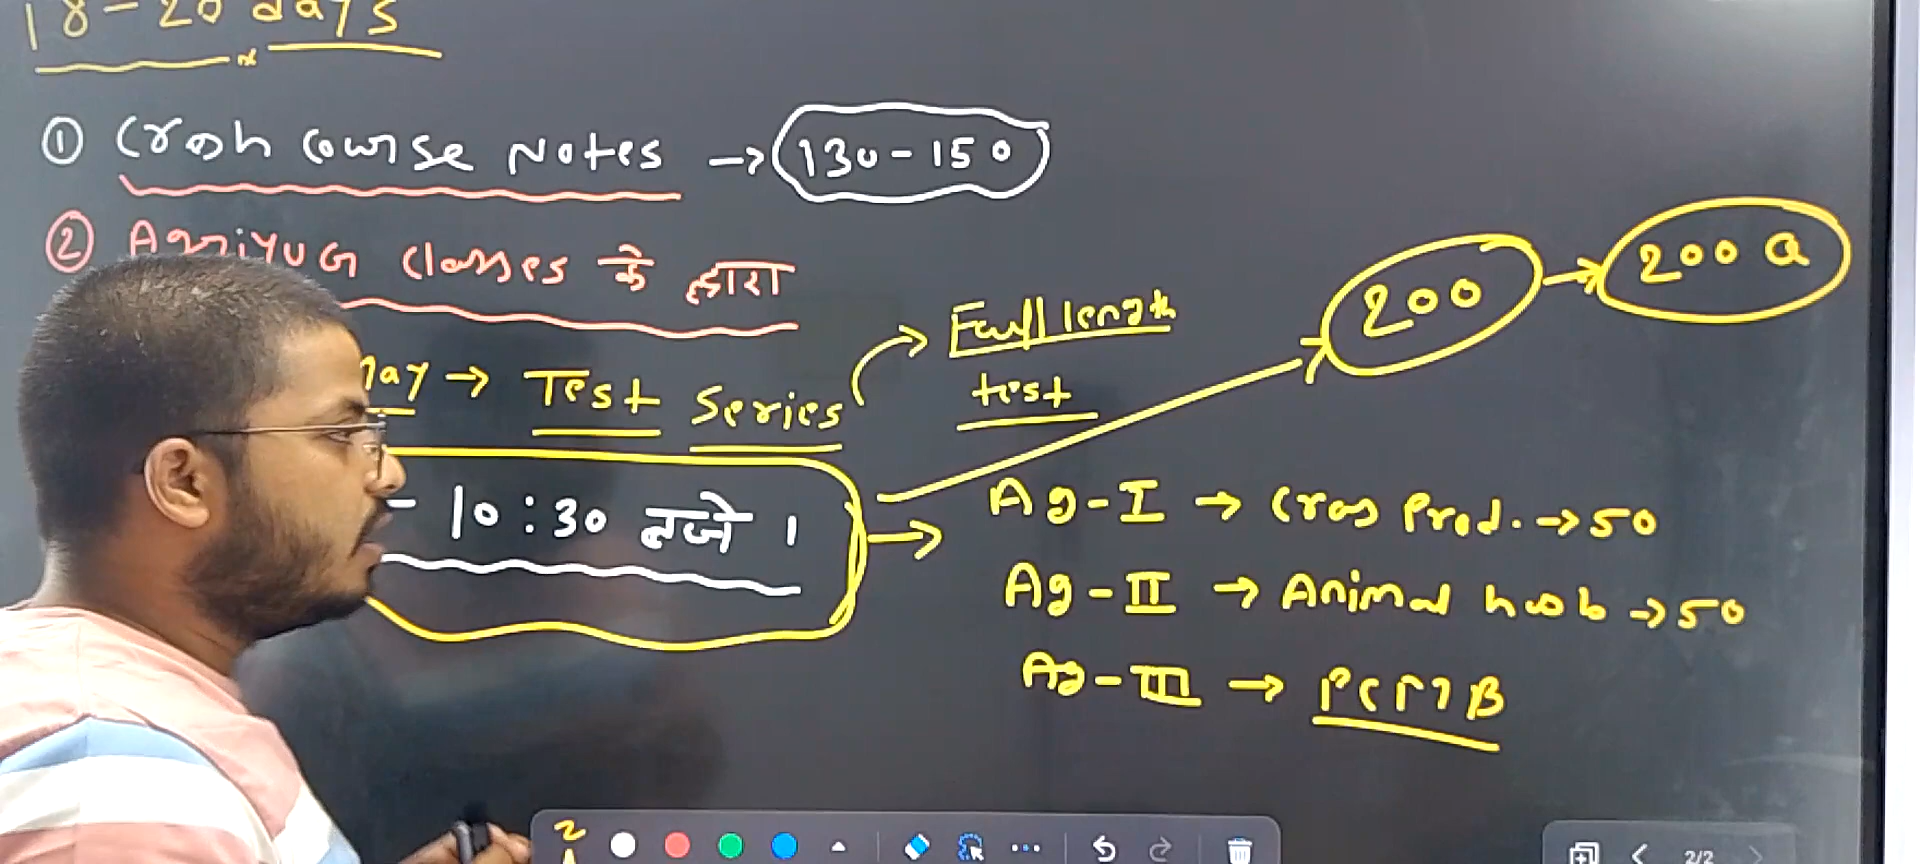 18-20 days
① Crash Course Notes → 130-150
② Agniyug Classes के द्वारा
→ Test Series
Full length
test
200 → 200 Q
- 10:30 बजे ।
Ag-I → Crop Prod. → 50
Ag-II → Animal husb → 50
Ag-III → PCMB
2/2